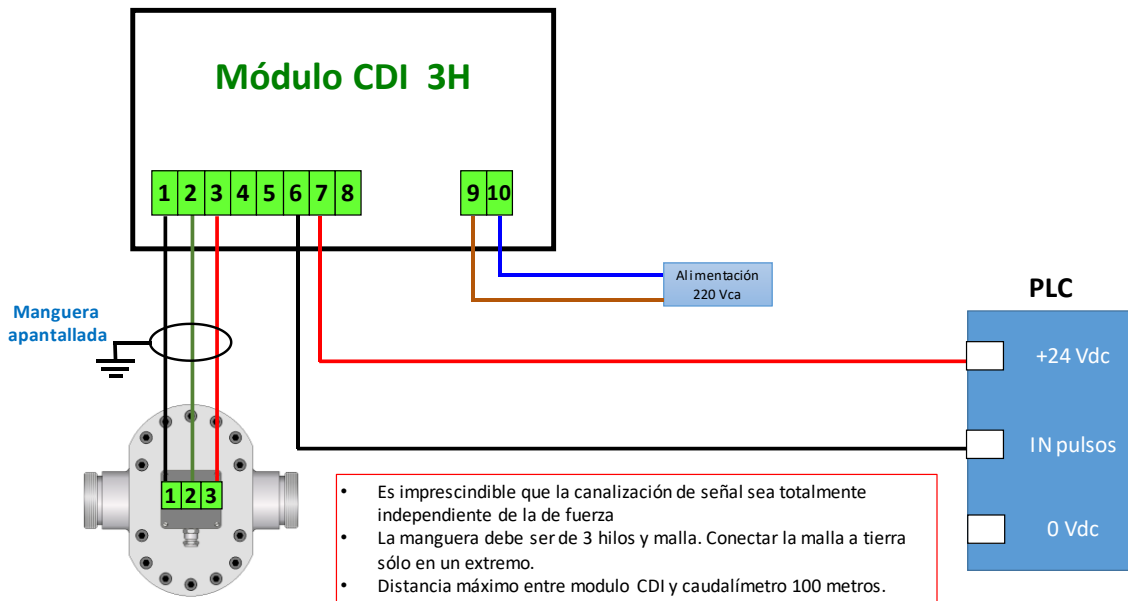 Módulo CDI 3H
1 2 3 4 5 6 7 8
9 10
Alimentación
220 Vca
PLC
Manguera
apantallada
+24 Vdc
IN pulsos
0 Vdc
1 2 3
• Es imprescindible que la canalización de señal sea totalmente
independiente de la de fuerza
• La manguera debe ser de 3 hilos y malla. Conectar la malla a tierra
sólo en un extremo.
• Distancia máximo entre modulo CDI y caudalímetro 100 metros.